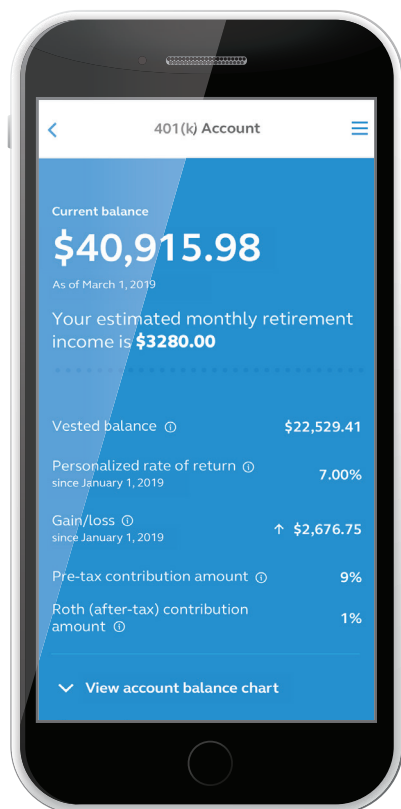 401(k) Account
Current balance
$40,915.98
As of March 1, 2019
Your estimated monthly retirement
income is $3280.00
Vested balance $22,529.41
Personalized rate of return 7.00%
since January 1, 2019
Gain/loss ↑ $2,676.75
since January 1, 2019
Pre-tax contribution amount 9%
Roth (after-tax) contribution
amount 1%
View account balance chart